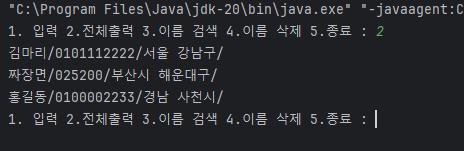 "C:\Program Files\Java\jdk-20\bin\java.exe" "-javaagent:C
1. 입력 2.전체출력 3.이름 검색 4.이름 삭제 5.종료 : 2
김마리/0101112222/서울 강남구/
짜장면/025200/부산시 해운대구/
홍길동/0100002233/경남 사천시/
1. 입력 2.전체출력 3.이름 검색 4.이름 삭제 5.종료 :